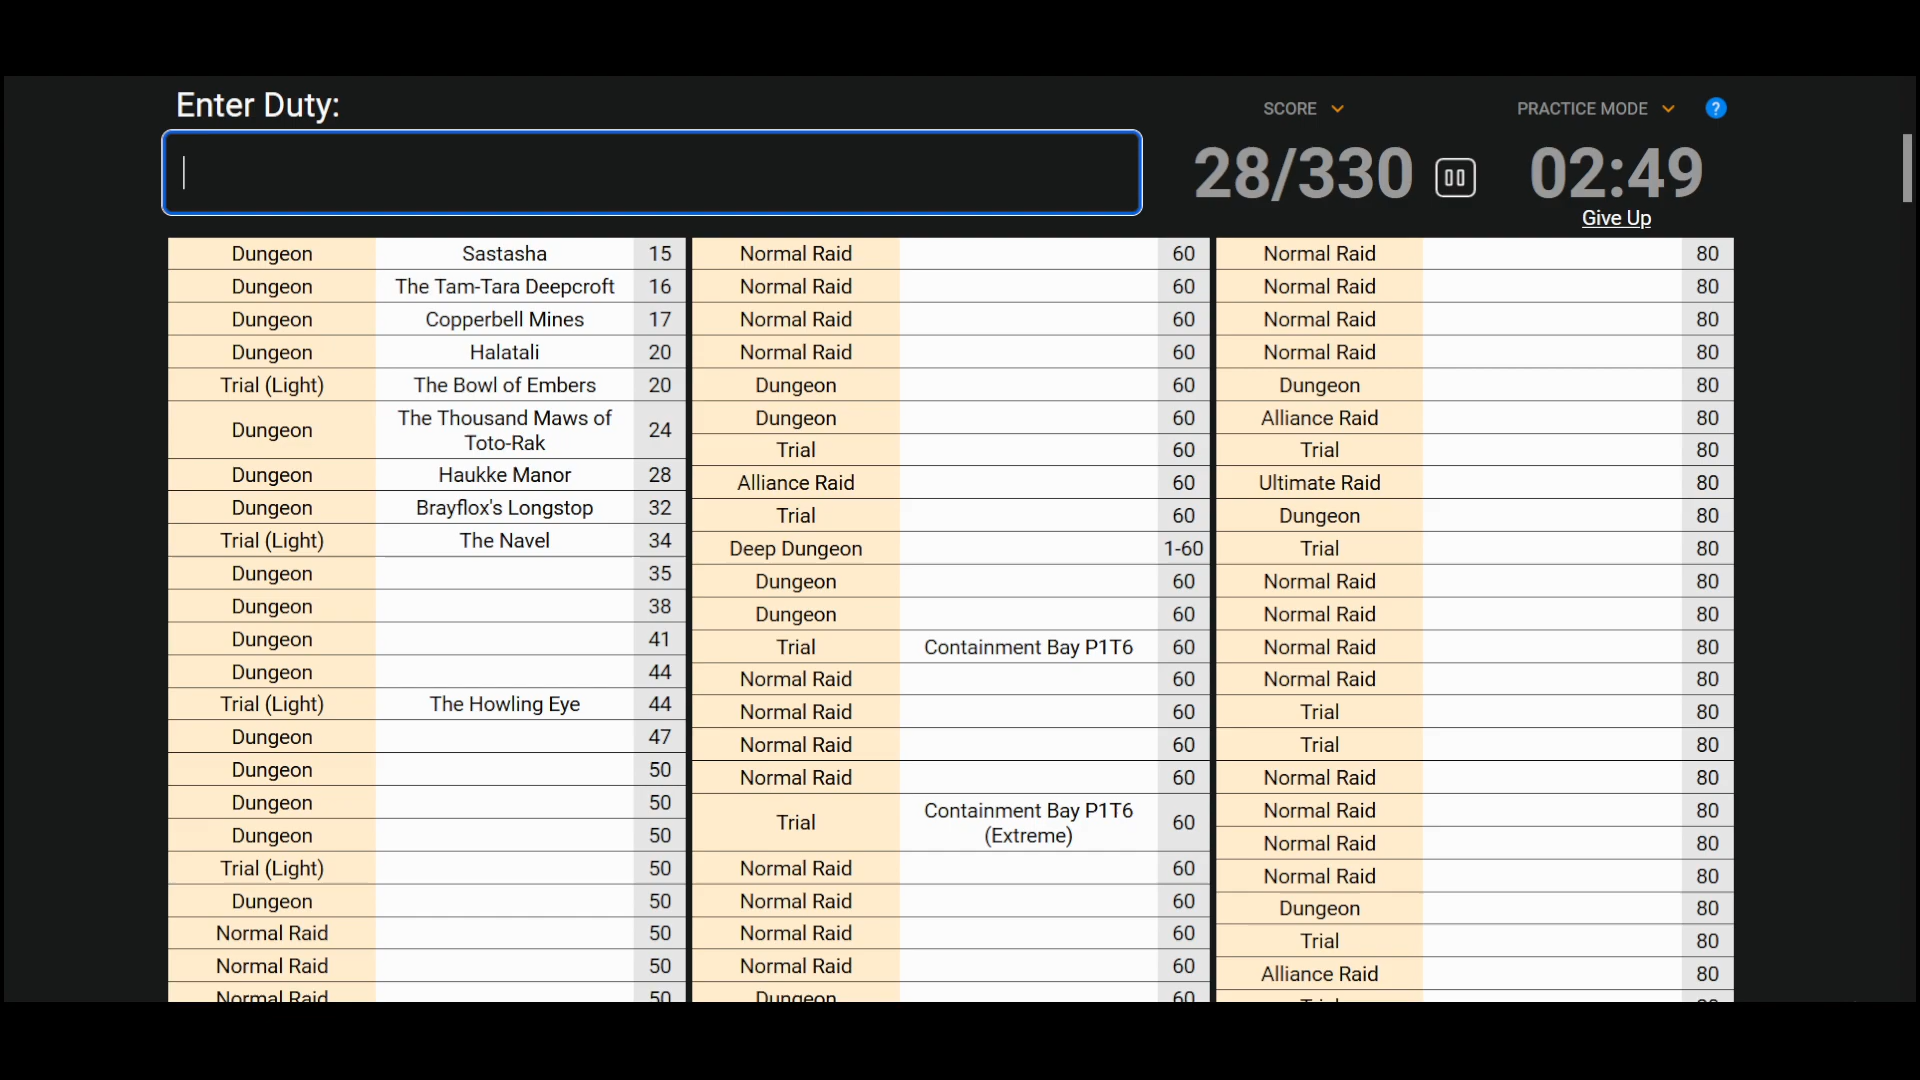 Enter Duty:
SCORE
PRACTICE MODE
?
28/330
02:49
Give Up
Dungeon Sastasha 15
Dungeon The Tam-Tara Deepcroft 16
Dungeon Copperbell Mines 17
Dungeon Halatali 20
Trial (Light) The Bowl of Embers 20
Dungeon The Thousand Maws of
Toto-Rak 24
Dungeon Haukke Manor 28
Dungeon Brayflox's Longstop 32
Trial (Light) The Navel 34
Dungeon 35
Dungeon 38
Dungeon 41
Dungeon 44
Trial (Light) The Howling Eye 44
Dungeon 47
Dungeon 50
Dungeon 50
Dungeon 50
Trial (Light) 50
Dungeon 50
Normal Raid 50
Normal Raid 50
Normal Raid 50
Normal Raid 60
Normal Raid 60
Normal Raid 60
Normal Raid 60
Dungeon 60
Dungeon 60
Trial 60
Alliance Raid 60
Trial 60
Deep Dungeon 1-60
Dungeon 60
Dungeon 60
Trial Containment Bay P1T6 60
Normal Raid 60
Normal Raid 60
Normal Raid 60
Normal Raid 60
Trial Containment Bay P1T6
(Extreme) 60
Normal Raid 60
Normal Raid 60
Normal Raid 60
Normal Raid 60
Dungeon 60
Normal Raid 80
Normal Raid 80
Normal Raid 80
Normal Raid 80
Dungeon 80
Alliance Raid 80
Trial 80
Ultimate Raid 80
Dungeon 80
Trial 80
Normal Raid 80
Normal Raid 80
Normal Raid 80
Normal Raid 80
Trial 80
Trial 80
Normal Raid 80
Normal Raid 80
Normal Raid 80
Normal Raid 80
Dungeon 80
Trial 80
Alliance Raid 80